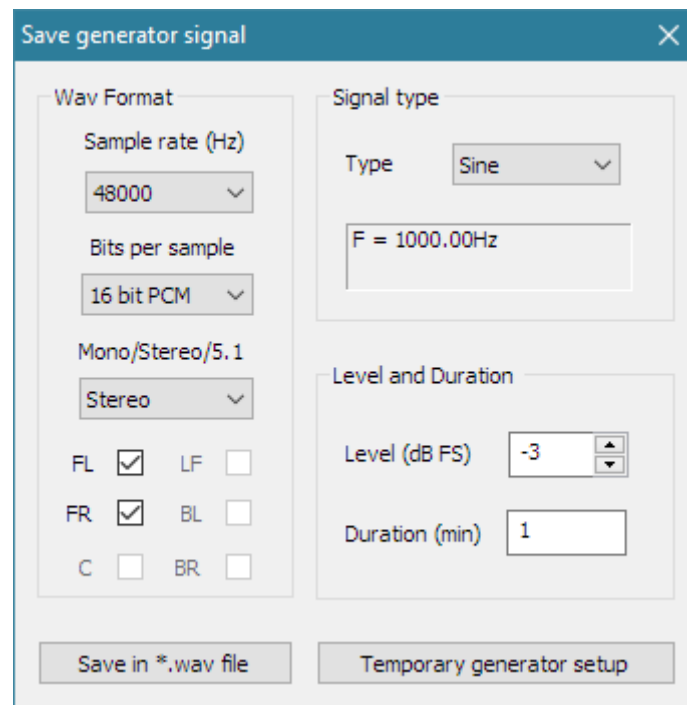 Save generator signal
Wav Format
Sample rate (Hz)
48000
Bits per sample
16 bit PCM
Mono/Stereo/5.1
Stereo
FL LF
FR BL
C BR
Signal type
Type Sine
F = 1000.00Hz
Level and Duration
Level (dB FS) -3
Duration (min) 1
Save in *.wav file
Temporary generator setup